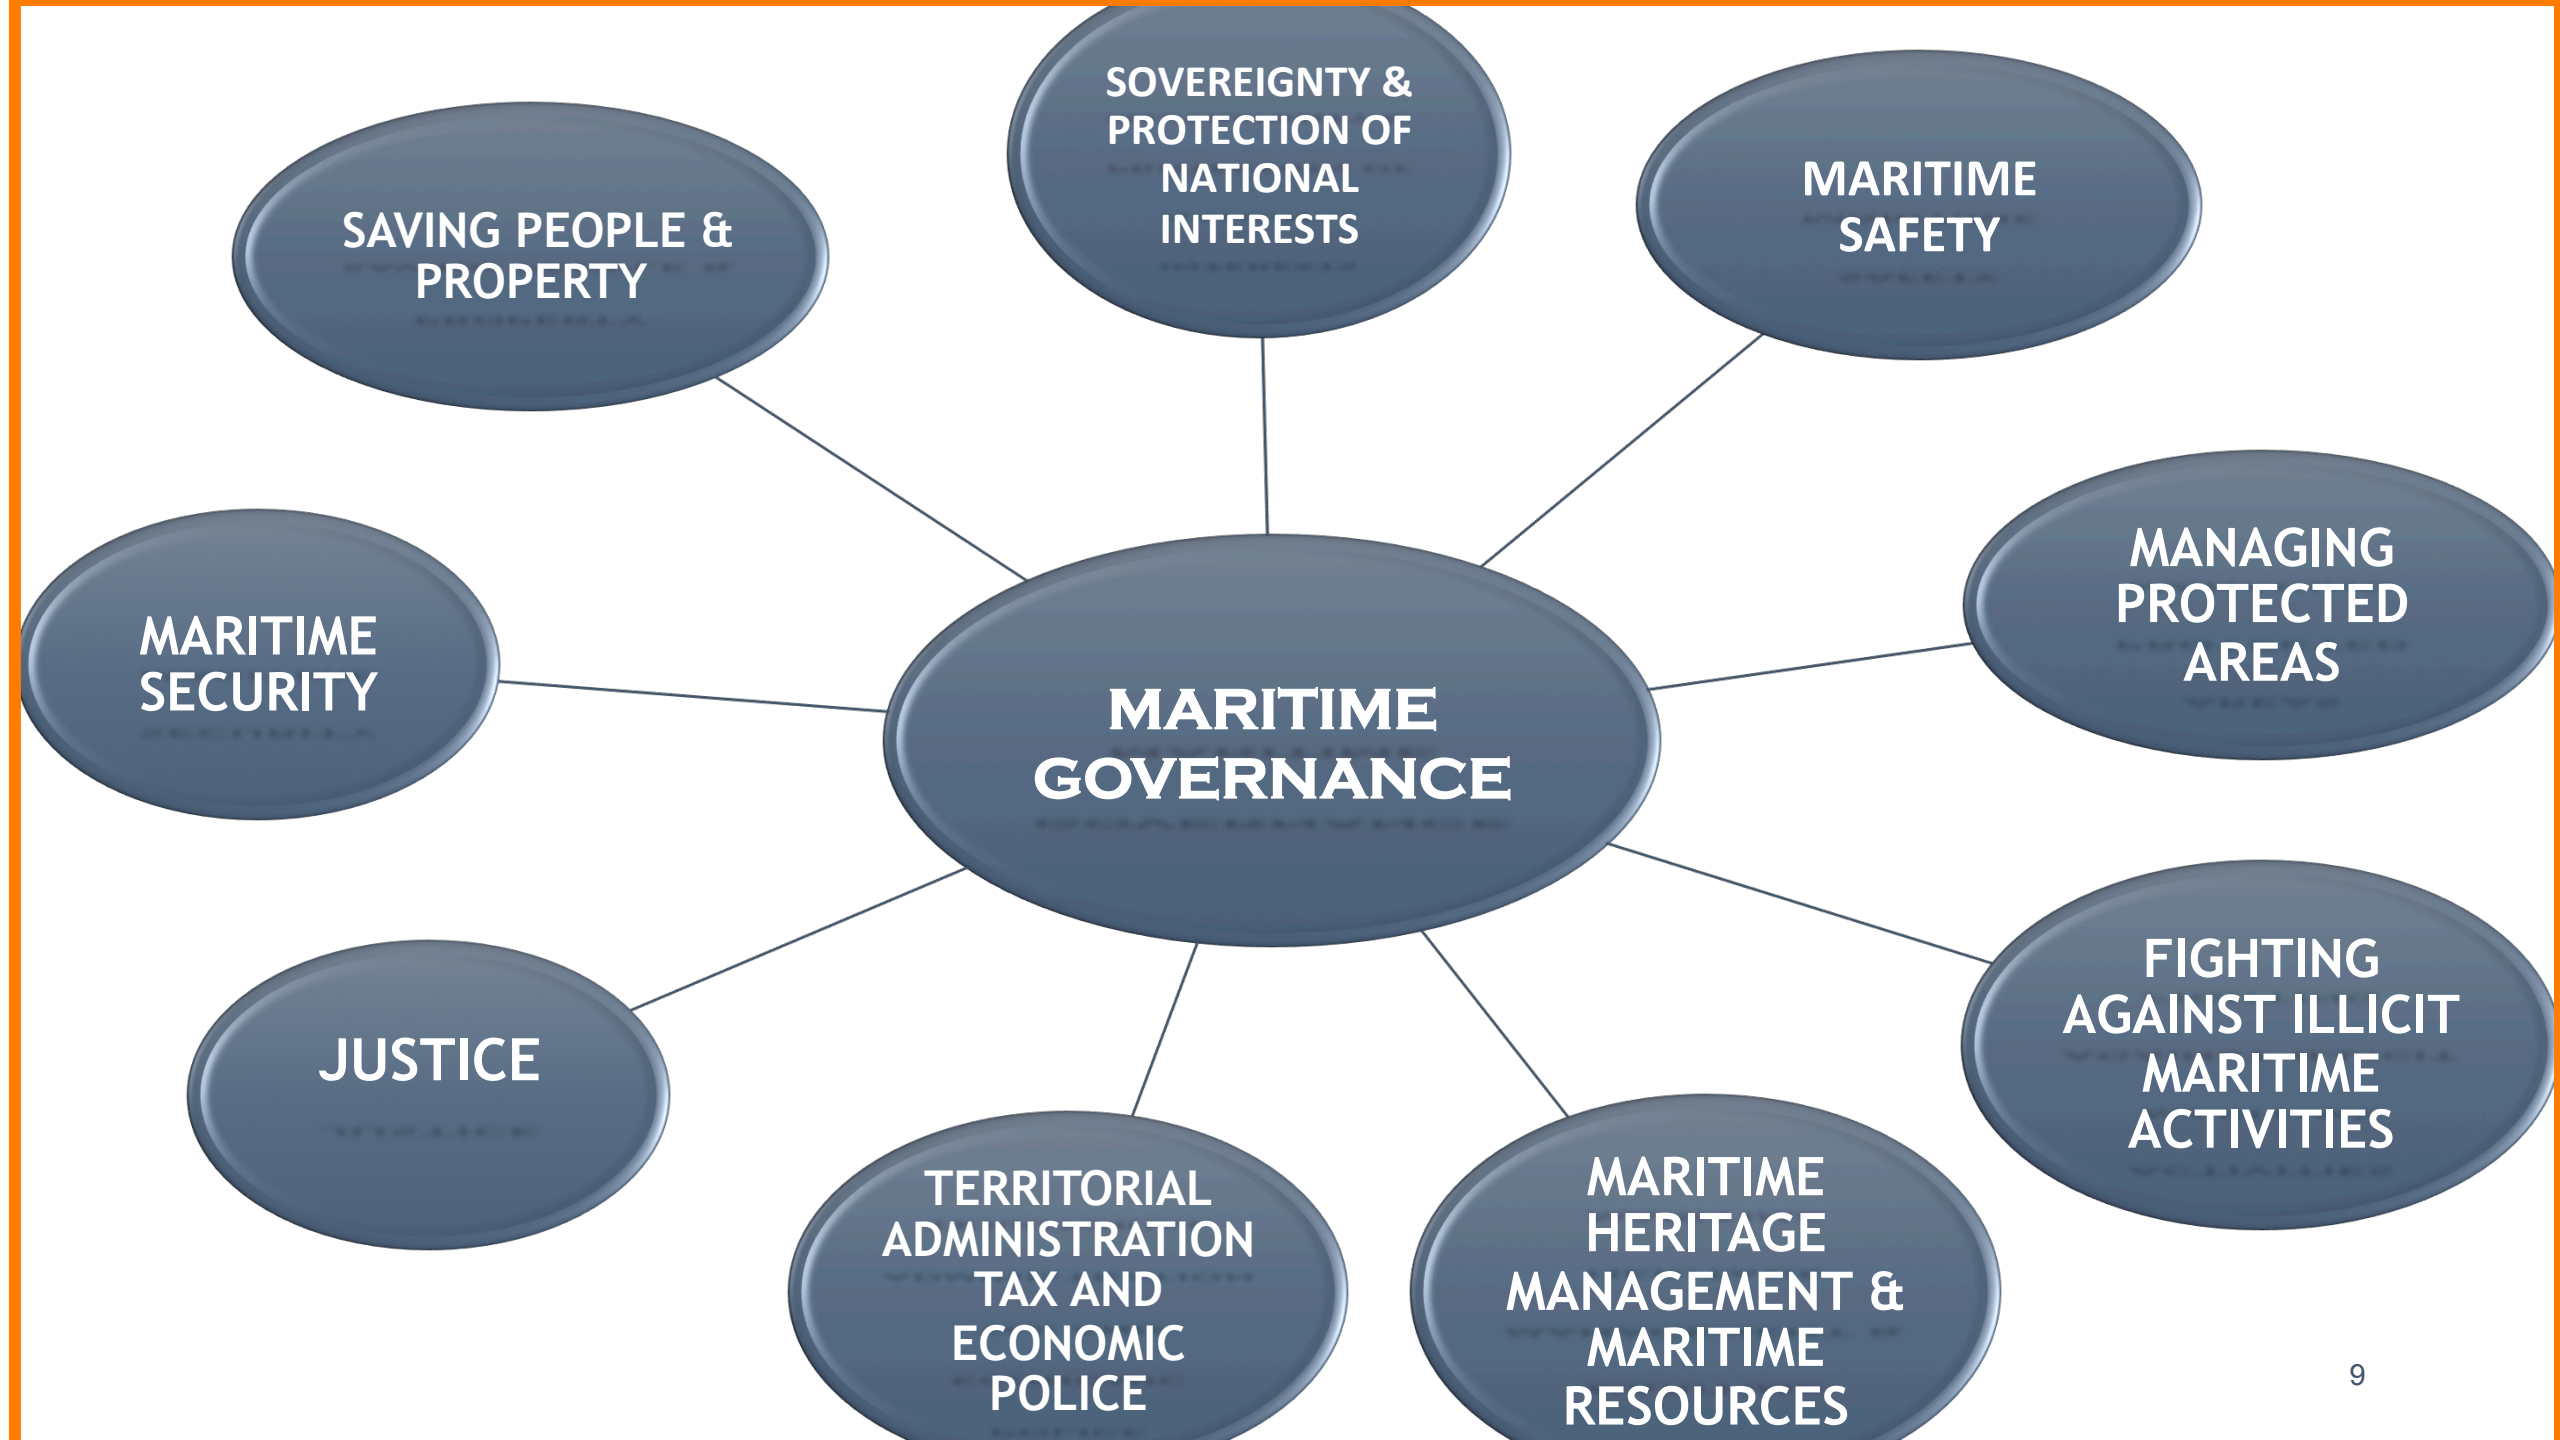 SOVEREIGNTY &
PROTECTION OF
NATIONAL
INTERESTS
MARITIME
SAFETY
SAVING PEOPLE &
PROPERTY
MANAGING
PROTECTED
AREAS
MARITIME
SECURITY
MARITIME
GOVERNANCE
FIGHTING
AGAINST ILLICIT
MARITIME
ACTIVITIES
JUSTICE
TERRITORIAL
ADMINISTRATION
TAX AND
ECONOMIC
POLICE
MARITIME
HERITAGE
MANAGEMENT &
MARITIME
RESOURCES
9